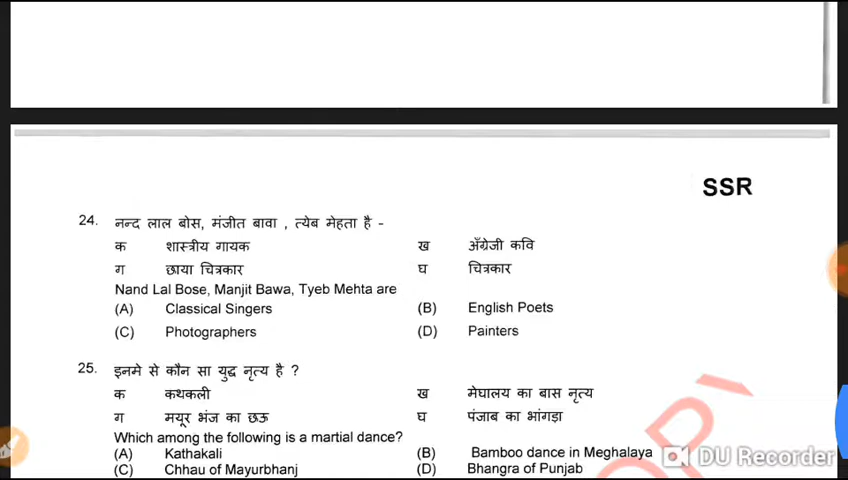 SSR
24. नन्द लाल बोस, मंजीत बावा , त्येब मेहता है -
क शास्त्रीय गायक ख अँग्रेजी कवि
ग छाया चित्रकार घ चित्रकार
Nand Lal Bose, Manjit Bawa, Tyeb Mehta are
(A) Classical Singers (B) English Poets
(C) Photographers (D) Painters
25. इनमे से कौन सा युद्ध नृत्य है ?
क कथकली ख मेघालय का बास नृत्य
ग मयूर भंज का छऊ घ पंजाब का भांगड़ा
Which among the following is a martial dance?
(A) Kathakali (B) Bamboo dance in Meghalaya
(C) Chhau of Mayurbhanj (D) Bhangra of Punjab
DU Recorder